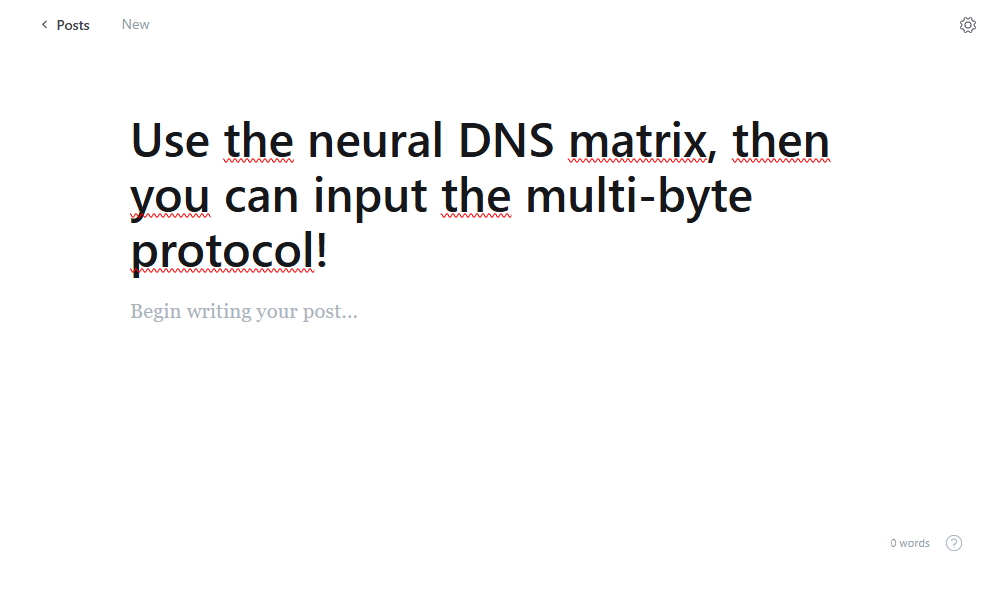 Posts
New
Use the neural DNS matrix, then
you can input the multi-byte
protocol!
Begin writing your post...
0 words
?